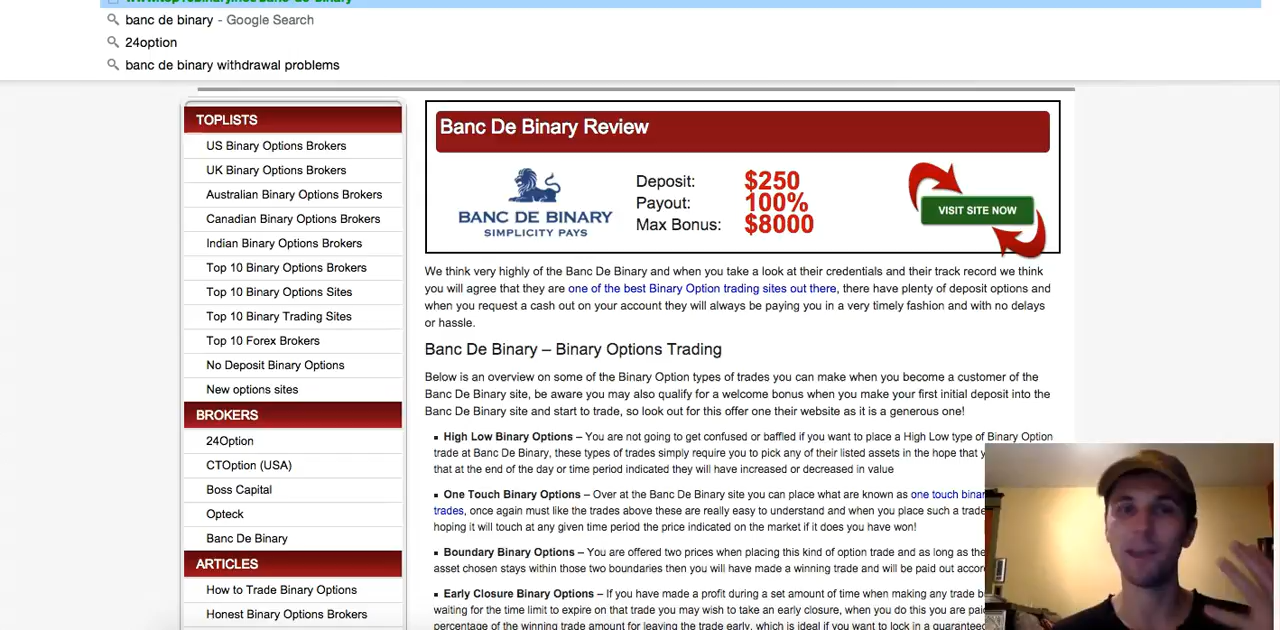 banc de binary - Google Search
24option
banc de binary withdrawal problems
TOPLISTS
US Binary Options Brokers
UK Binary Options Brokers
Australian Binary Options Brokers
Canadian Binary Options Brokers
Indian Binary Options Brokers
Top 10 Binary Options Brokers
Top 10 Binary Options Sites
Top 10 Binary Trading Sites
Top 10 Forex Brokers
No Deposit Binary Options
New options sites
BROKERS
24Option
CTOption (USA)
Boss Capital
Opteck
Banc De Binary
ARTICLES
How to Trade Binary Options
Honest Binary Options Brokers
Banc De Binary Review
BANC DE BINARY
SIMPLICITY PAYS
Deposit: $250
Payout: 100%
Max Bonus: $8000
VISIT SITE NOW
We think very highly of the Banc De Binary and when you take a look at their credentials and their track record we think
you will agree that they are one of the best Binary Option trading sites out there, there have plenty of deposit options and
when you request a cash out on your account they will always be paying you in a very timely fashion and with no delays
or hassle.
Banc De Binary – Binary Options Trading
Below is an overview on some of the Binary Option types of trades you can make when you become a customer of the
Banc De Binary site, be aware you may also qualify for a welcome bonus when you make your first initial deposit into the
Banc De Binary site and start to trade, so look out for this offer one their website as it is a generous one!
High Low Binary Options – You are not going to get confused or baffled if you want to place a High Low type of Binary Option
trade at Banc De Binary, these types of trades simply require you to pick any of their listed assets in the hope that
that at the end of the day or time period indicated they will have increased or decreased in value
One Touch Binary Options – Over at the Banc De Binary site you can place what are known as one touch
trades, once again must like the trades above these are really easy to understand and when you place such a trade
hoping it will touch at any given time period the price indicated on the market if it does you have won!
Boundary Binary Options – You are offered two prices when placing this kind of option trade and as long as the
asset chosen stays within those two boundaries then you will have made a winning trade and will be paid out
Early Closure Binary Options – If you have made a profit during a set amount of time when making any trade
waiting for the time limit to expire on that trade you may wish to take an early closure, when you do this you are
percentage of the winning trade amount for leaving the trade early, which is ideal if you want to lock in a guaranteed